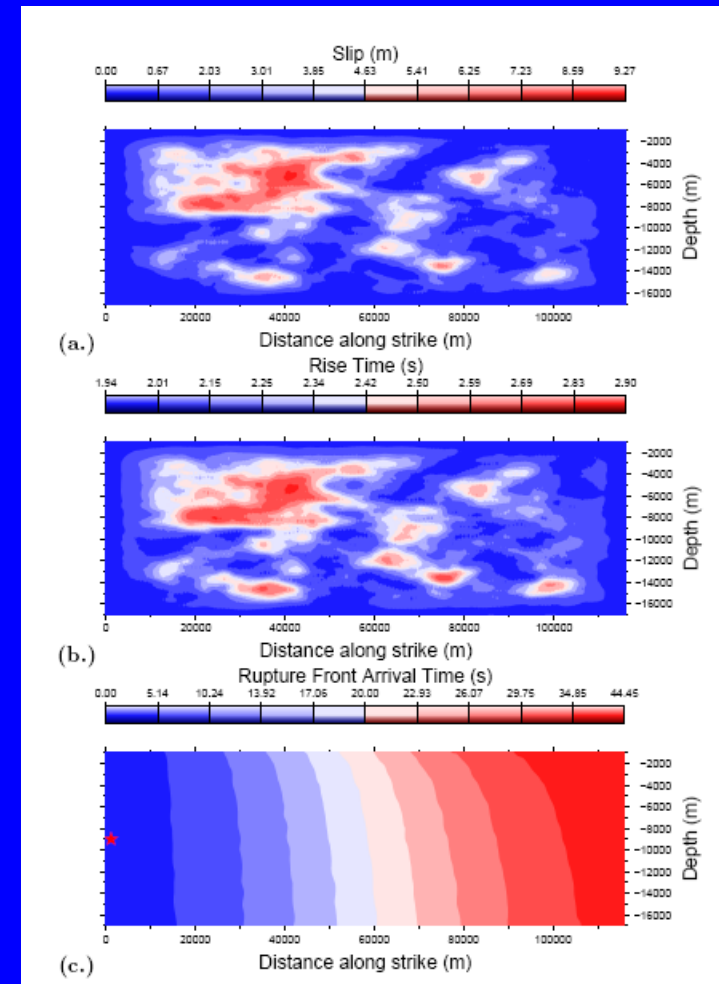 Slip (m)
0.00 0.67 2.03 3.01 3.85 4.63 5.41 6.25 7.23 8.59 9.27
-2000
-4000
-6000
-8000
-10000
-12000
-14000
-16000
Depth (m)
0 20000 40000 60000 80000 100000
(a.) Distance along strike (m)
Rise Time (s)
1.94 2.01 2.15 2.25 2.34 2.42 2.50 2.59 2.69 2.83 2.90
-2000
-4000
-6000
-8000
-10000
-12000
-14000
-16000
Depth (m)
0 20000 40000 60000 80000 100000
(b.) Distance along strike (m)
Rupture Front Arrival Time (s)
0.00 5.14 10.24 13.92 17.06 20.00 22.93 26.07 29.75 34.85 44.45
-2000
-4000
-6000
-8000
-10000
-12000
-14000
-16000
Depth (m)
0 20000 40000 60000 80000 100000
(c.) Distance along strike (m)